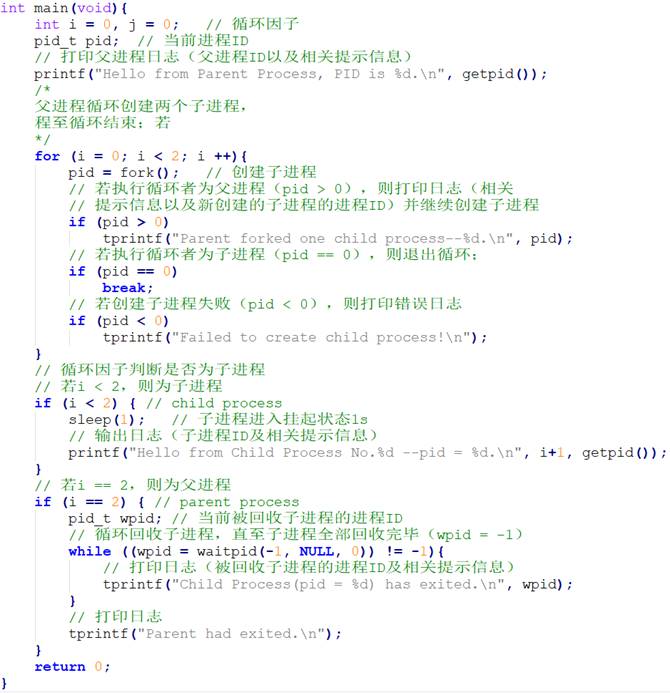 int main(void){
int i = 0, j = 0;   // 循环因子
pid_t pid;  // 当前进程ID
// 打印父进程日志（父进程ID以及相关提示信息）
printf("Hello from Parent Process, PID is %d.\n", getpid());
/*
父进程循环创建两个子进程，
程至循环结束；若
*/
for (i = 0; i < 2; i ++){
pid = fork();   // 创建子进程
// 若执行循环者为父进程（pid > 0），则打印日志（相关
// 提示信息以及新创建的子进程的进程ID）并继续创建子进程
if (pid > 0)
tprintf("Parent forked one child process--%d.\n", pid);
// 若执行循环者为子进程（pid == 0），则退出循环；
if (pid == 0)
break;
// 若创建子进程失败（pid < 0），则打印错误日志
if (pid < 0)
tprintf("Failed to create child process!\n");
}
// 循环因子判断是否为子进程
// 若i < 2，则为子进程
if (i < 2) { // child process
sleep(1);   // 子进程进入挂起状态1s
// 输出日志（子进程ID及相关提示信息）
printf("Hello from Child Process No.%d --pid = %d.\n", i+1, getpid());
}
// 若i == 2，则为父进程
if (i == 2) { // parent process
pid_t wpid; // 当前被回收子进程的进程ID
// 循环回收子进程，直至子进程全部回收完毕（wpid = -1）
while ((wpid = waitpid(-1, NULL, 0)) != -1){
// 打印日志（被回收子进程的进程ID及相关提示信息）
tprintf("Child Process(pid = %d) has exited.\n", wpid);
}
// 打印日志
tprintf("Parent had exited.\n");
}
return 0;
}